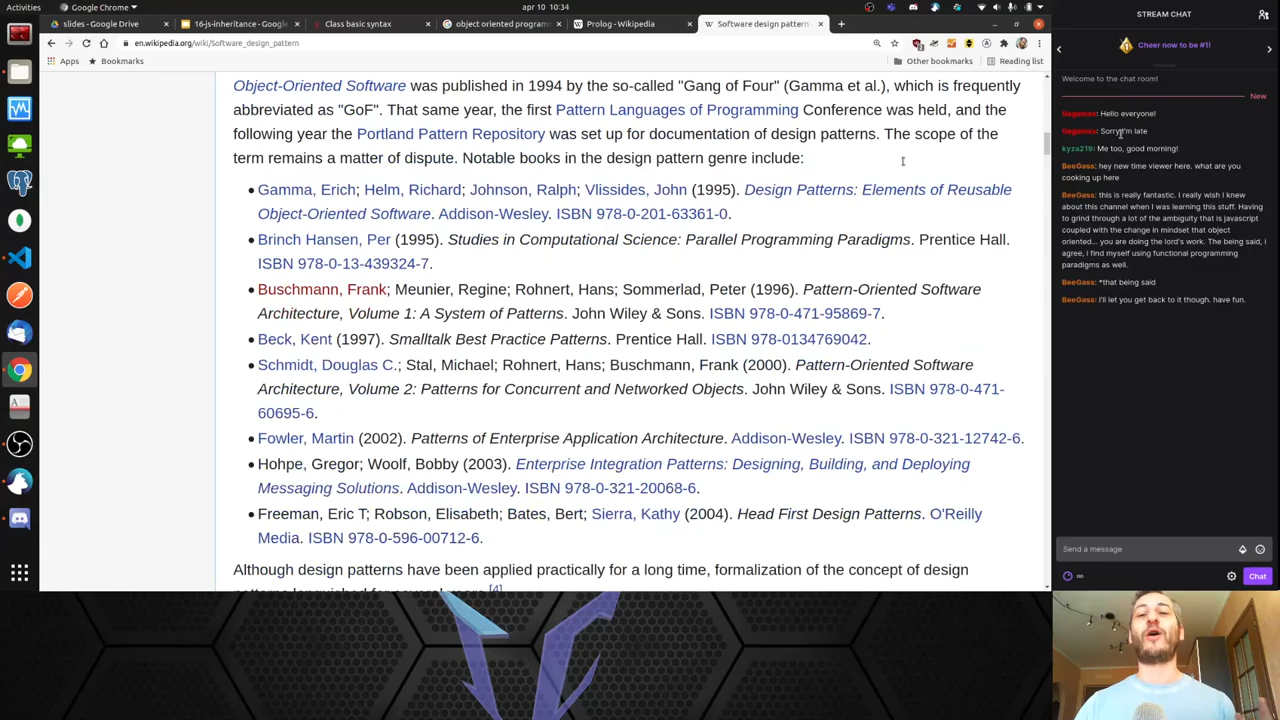 Activities
Google Chrome
apr 10 10:34
slides - Google Drive
16-js-inheritance - Google
Class basic syntax
object oriented program
Prolog - Wikipedia
Software design pattern
en.wikipedia.org/wiki/Software_design_pattern
Apps
Bookmarks
Other bookmarks
Reading list
Object-Oriented Software was published in 1994 by the so-called "Gang of Four" (Gamma et al.), which is frequently
abbreviated as "GoF". That same year, the first Pattern Languages of Programming Conference was held, and the
following year the Portland Pattern Repository was set up for documentation of design patterns. The scope of the
term remains a matter of dispute. Notable books in the design pattern genre include:
• Gamma, Erich; Helm, Richard; Johnson, Ralph; Vlissides, John (1995). Design Patterns: Elements of Reusable
Object-Oriented Software. Addison-Wesley. ISBN 978-0-201-63361-0.
• Brinch Hansen, Per (1995). Studies in Computational Science: Parallel Programming Paradigms. Prentice Hall.
ISBN 978-0-13-439324-7.
• Buschmann, Frank; Meunier, Regine; Rohnert, Hans; Sommerlad, Peter (1996). Pattern-Oriented Software
Architecture, Volume 1: A System of Patterns. John Wiley & Sons. ISBN 978-0-471-95869-7.
• Beck, Kent (1997). Smalltalk Best Practice Patterns. Prentice Hall. ISBN 978-0134769042.
• Schmidt, Douglas C.; Stal, Michael; Rohnert, Hans; Buschmann, Frank (2000). Pattern-Oriented Software
Architecture, Volume 2: Patterns for Concurrent and Networked Objects. John Wiley & Sons. ISBN 978-0-471-
60695-6.
• Fowler, Martin (2002). Patterns of Enterprise Application Architecture. Addison-Wesley. ISBN 978-0-321-12742-6.
• Hohpe, Gregor; Woolf, Bobby (2003). Enterprise Integration Patterns: Designing, Building, and Deploying
Messaging Solutions. Addison-Wesley. ISBN 978-0-321-20068-6.
• Freeman, Eric T; Robson, Elisabeth; Bates, Bert; Sierra, Kathy (2004). Head First Design Patterns. O'Reilly
Media. ISBN 978-0-596-00712-6.
Although design patterns have been applied practically for a long time, formalization of the concept of design
[4]
STREAM CHAT
Cheer now to be #1!
Welcome to the chat room!
New
Hello everyone!
Sorry I'm late
kyza219: Me too, good morning!
BeeGass: hey new time viewer here. what are you
cooking up here
BeeGass: this is really fantastic. I really wish I knew
about this channel when I was learning this stuff. Having
to grind through a lot of the ambiguity that is javascript
coupled with the change in mindset that object
oriented... you are doing the lord's work. The being said, i
agree, I find myself using functional programming
paradigms as well.
BeeGass: *that being said
BeeGass: I'll let you get back to it though. have fun.
Send a message
Chat